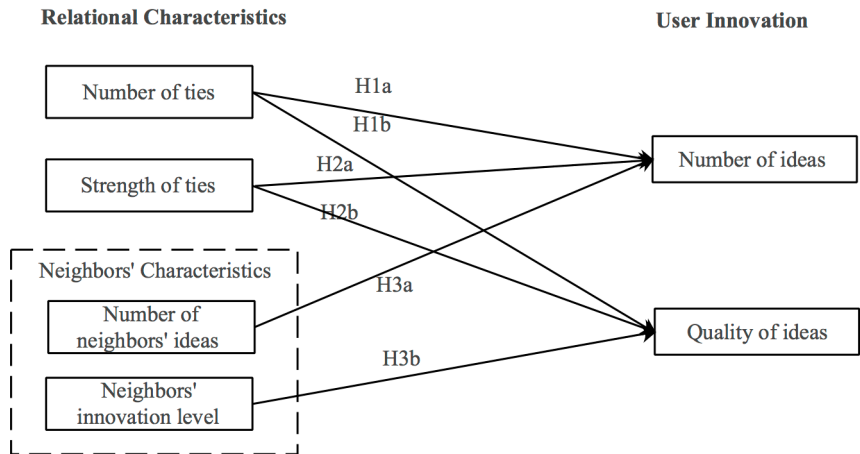 Relational Characteristics
User Innovation
Number of ties
H1a
H1b
Number of ideas
Strength of ties
H2a
H2b
Neighbors' Characteristics
Number of
neighbors' ideas
H3a
Quality of ideas
H3b
Neighbors'
innovation level